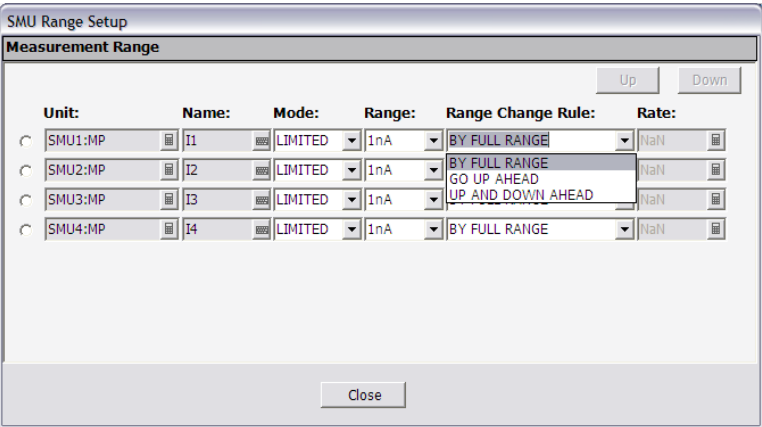 SMU Range Setup
Measurement Range
Up Down
Unit: Name: Mode: Range: Range Change Rule: Rate:
SMU1:MP I1 LIMITED 1nA BY FULL RANGE NaN
BY FULL RANGE
SMU2:MP I2 LIMITED 1nA GO UP AHEAD NaN
SMU3:MP I3 LIMITED 1nA UP AND DOWN AHEAD NaN
SMU4:MP I4 LIMITED 1nA BY FULL RANGE NaN
Close